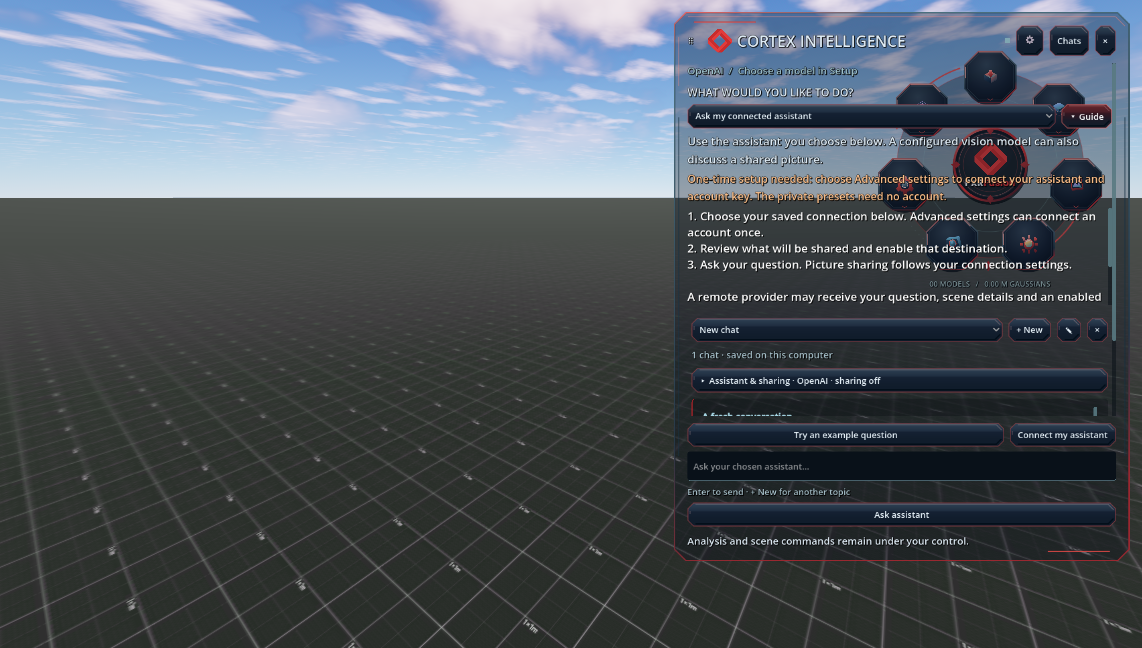 CORTEX INTELLIGENCE
Chats
×
OpenAI / Choose a model in Setup
WHAT WOULD YOU LIKE TO DO?
Ask my connected assistant
Guide
Use the assistant you choose below. A configured vision model can also
discuss a shared picture.
One-time setup needed: choose Advanced settings to connect your assistant and
account key. The private presets need no account.
1. Choose your saved connection below. Advanced settings can connect an
account once.
2. Review what will be shared and enable that destination.
3. Ask your question. Picture sharing follows your connection settings.
00 MODELS / 0.00 M GAUSSIANS
A remote provider may receive your question, scene details and an enabled
New chat
+ New
×
1 chat · saved on this computer
Assistant & sharing · OpenAI · sharing off
A fresh conversation
Try an example question
Connect my assistant
Ask your chosen assistant...
Enter to send · + New for another topic
Ask assistant
Analysis and scene commands remain under your control.